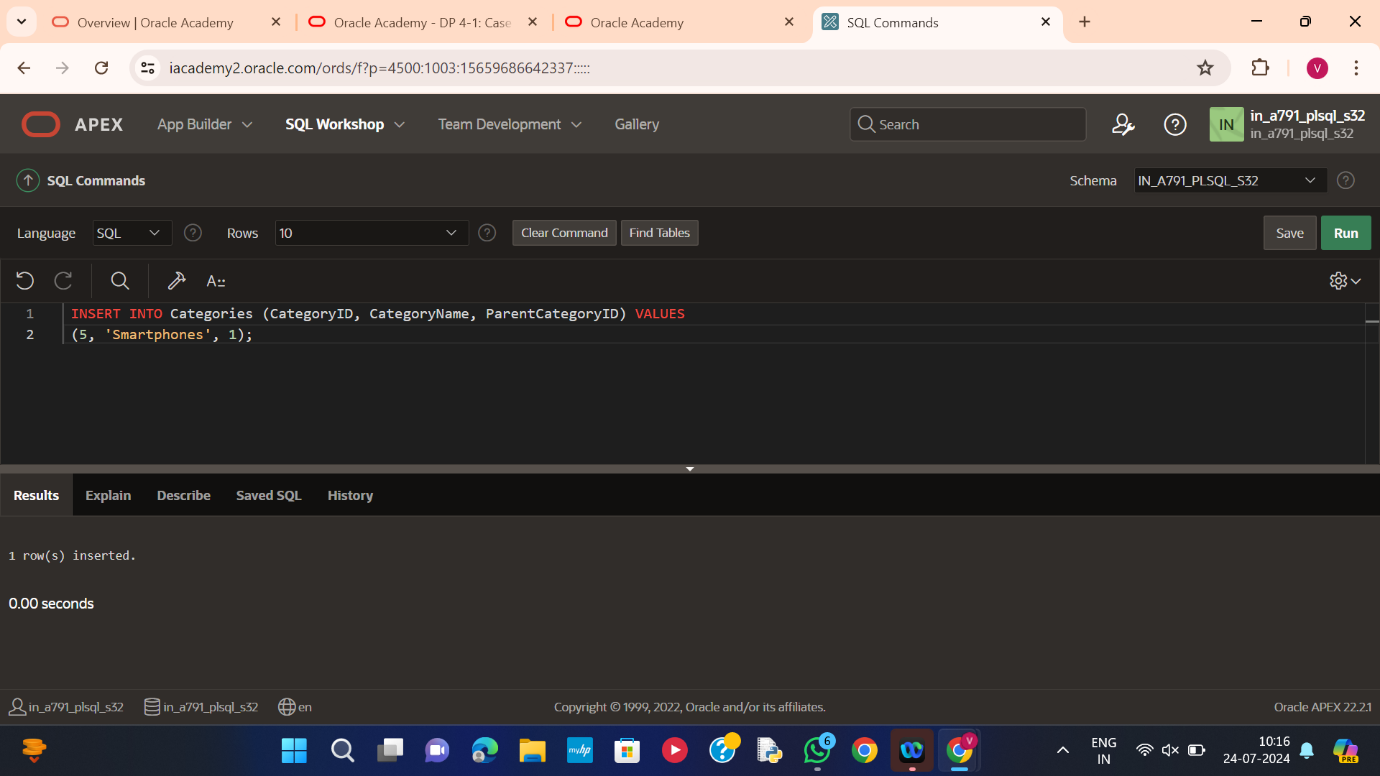 Overview | Oracle Academy
Oracle Academy - DP 4-1: Case
Oracle Academy
SQL Commands
iacademy2.oracle.com/ords/f?p=4500:1003:15659686642337:::::
V
APEX
App Builder
SQL Workshop
Team Development
Gallery
Search
IN
in_a791_plsql_s32
in_a791_plsql_s32
SQL Commands
Schema
IN_A791_PLSQL_S32
Language
SQL
Rows
10
Clear Command
Find Tables
Save
Run
A::
1 INSERT INTO Categories (CategoryID, CategoryName, ParentCategoryID) VALUES
2 (5, 'Smartphones', 1);
Results
Explain
Describe
Saved SQL
History
1 row(s) inserted.
0.00 seconds
in_a791_plsql_s32
in_a791_plsql_s32
en
Copyright © 1999, 2022, Oracle and/or its affiliates.
Oracle APEX 22.2.1
myhp
6
V
ENG
IN
10:16
24-07-2024
PRE